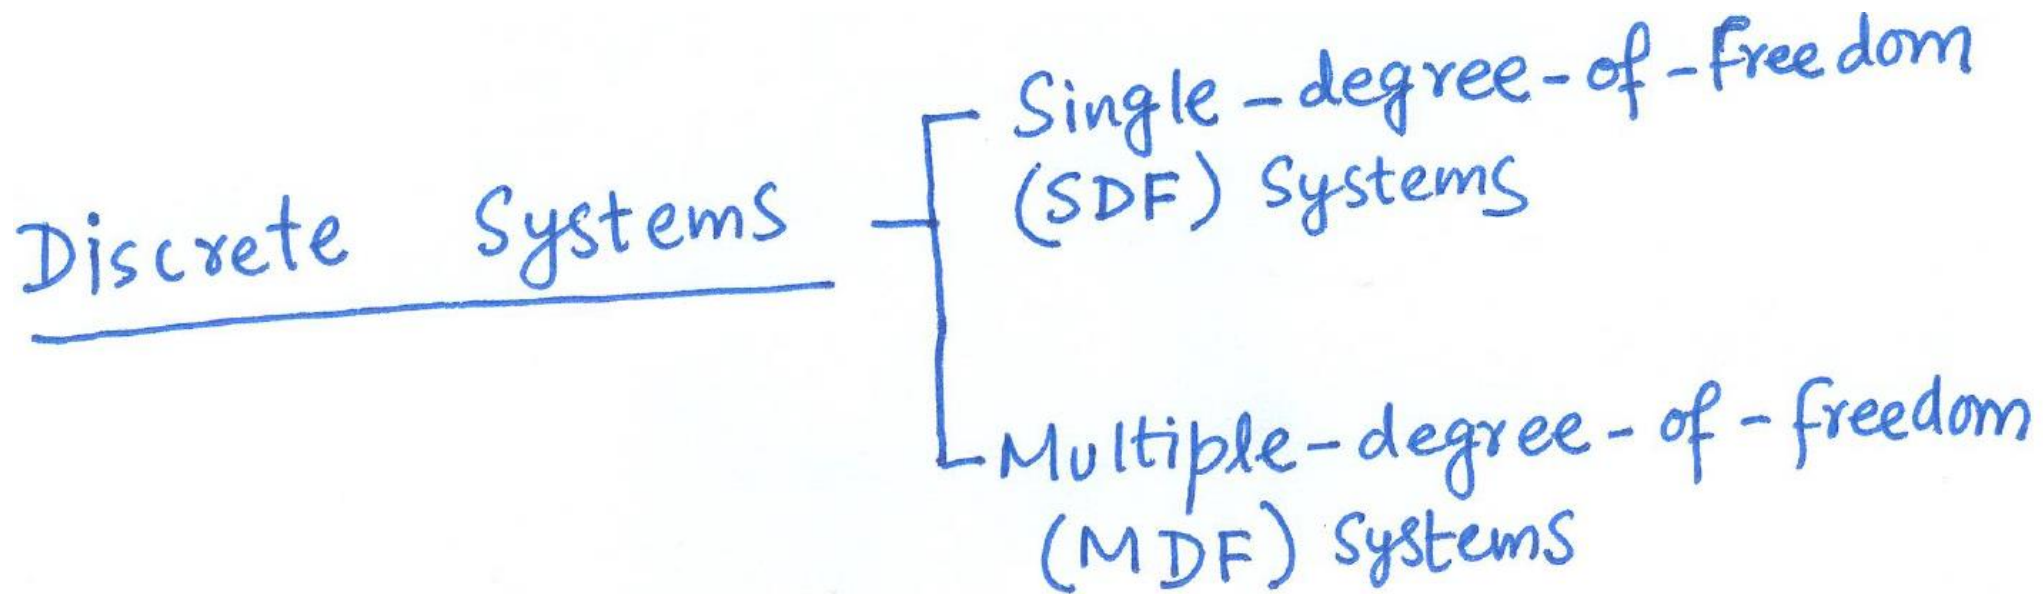 Discrete Systems
Single-degree-of-freedom
(SDF) Systems
Multiple-degree-of-freedom
(MDF) Systems